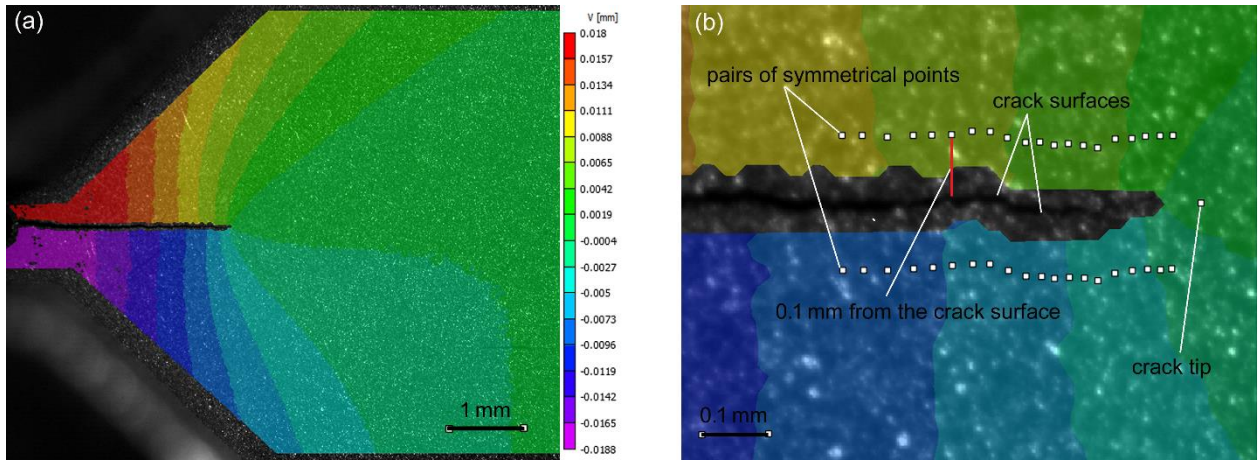 (a)
V [mm]
0.018
0.0157
0.0134
0.0111
0.0088
0.0065
0.0042
0.0019
-0.0004
-0.0027
-0.005
-0.0073
-0.0096
-0.0119
-0.0142
-0.0165
-0.0188
1 mm
(b)
pairs of symmetrical points
crack surfaces
0.1 mm from the crack surface
crack tip
0.1 mm